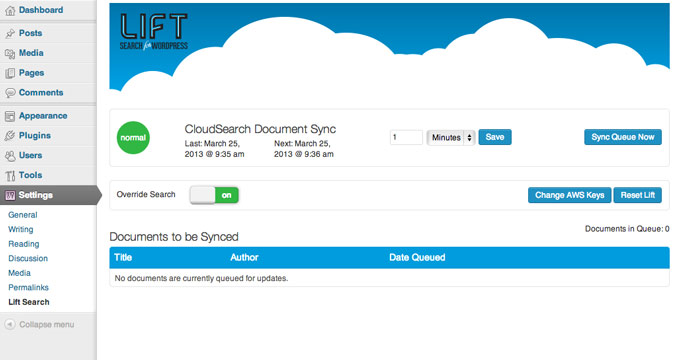 Dashboard
Posts
Media
Pages
Comments
Appearance
Plugins
Users
Tools
Settings
General
Writing
Reading
Discussion
Media
Permalinks
Lift Search
Collapse menu
LIFT
SEARCH for WORDPRESS
normal
CloudSearch Document Sync
Last: March 25, 2013 @ 9:35 am
Next: March 25, 2013 @ 9:36 am
1 Minutes Save Sync Queue Now
Override Search on Change AWS Keys Reset Lift
Documents to be Synced Documents in Queue: 0
Title Author Date Queued
No documents are currently queued for updates.